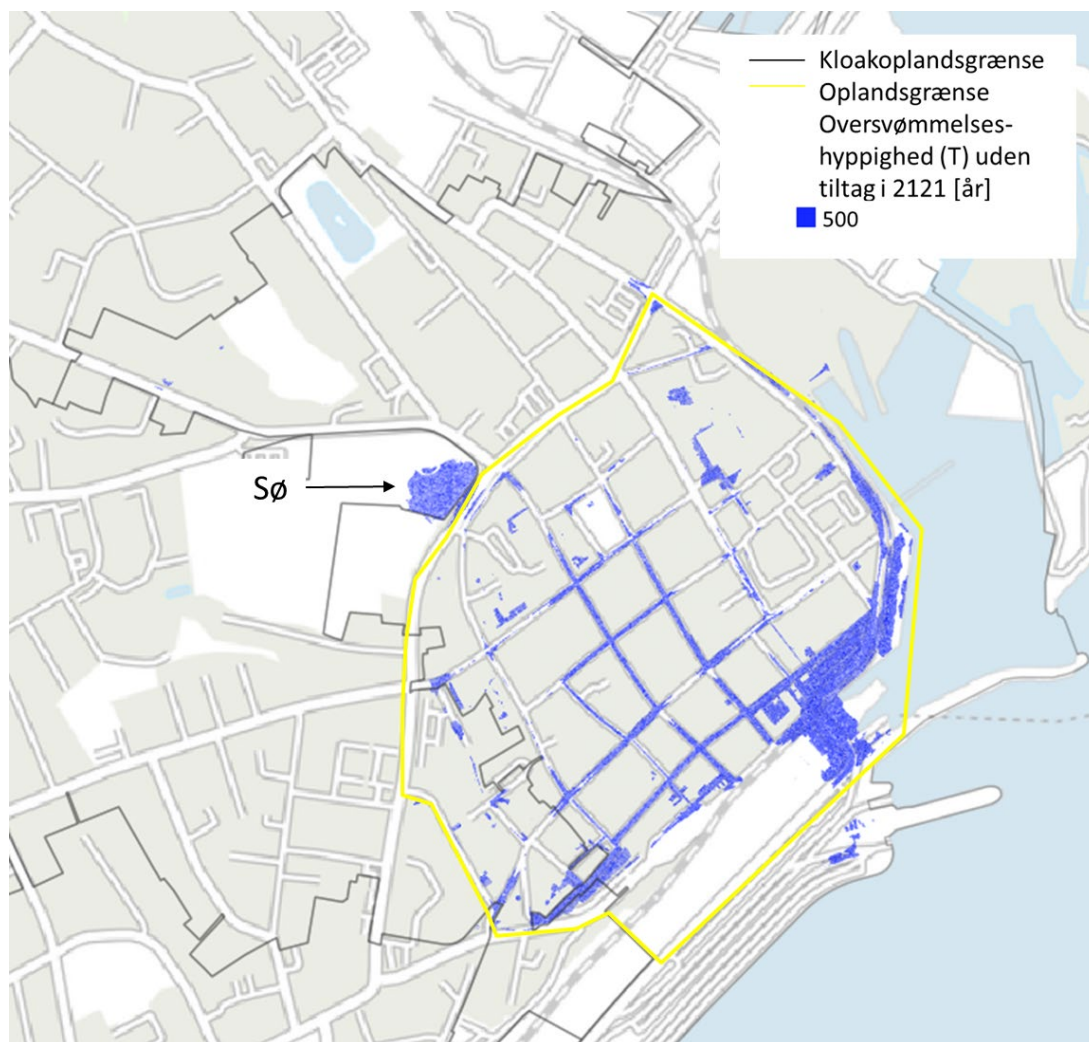 Kloakoplandsgrænse
Oplandsgrænse
Oversvømmelses-
hyppighed (T) uden
tiltag i 2121 [år]
500
Sø